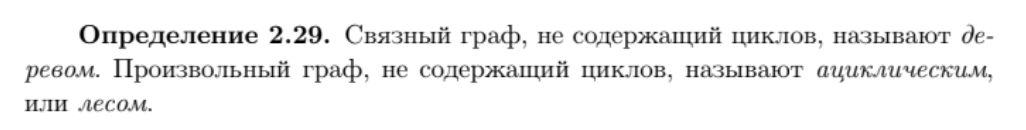 Определение 2.29. Связный граф, не содержащий циклов, называют де-
ревом. Произвольный граф, не содержащий циклов, называют ациклическим,
или лесом.